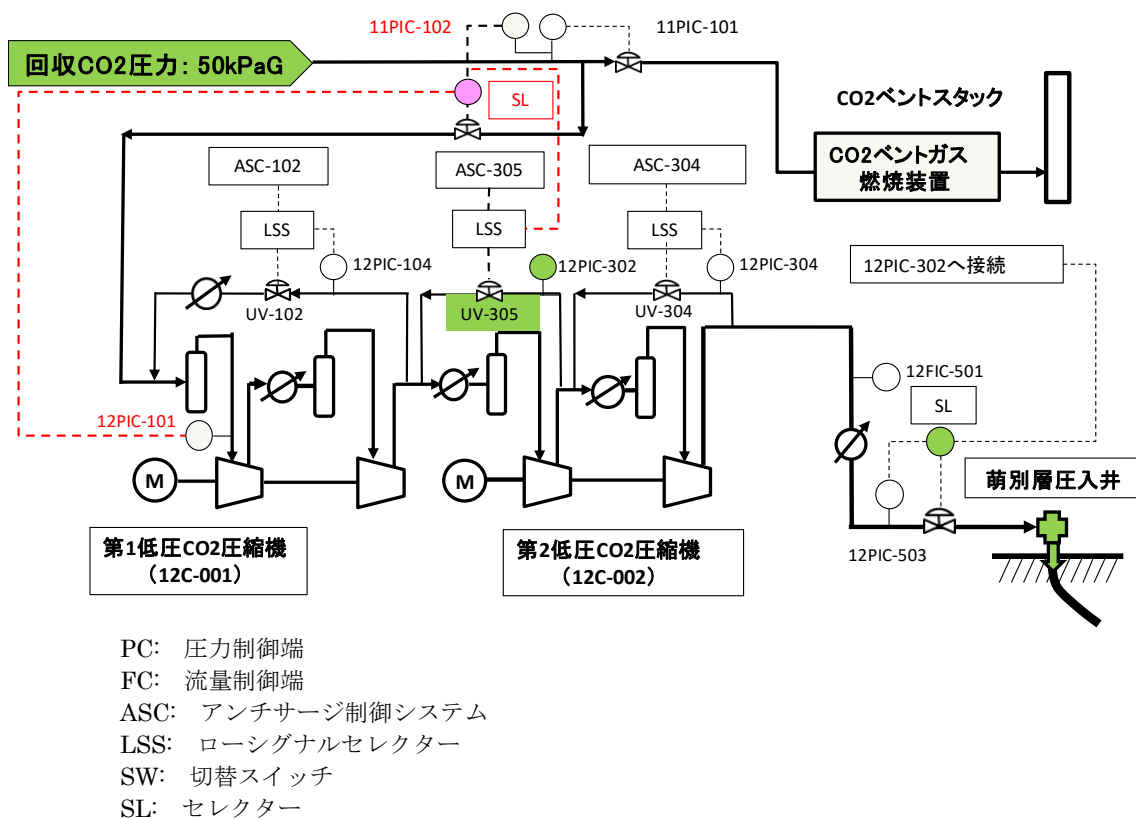 11PIC-102
11PIC-101
回収CO2圧力: 50kPaG
SL
CO2ベントスタック
CO2ベントガス
燃焼装置
ASC-102
ASC-305
ASC-304
LSS
LSS
LSS
12PIC-104
12PIC-302
12PIC-304
12PIC-302へ接続
UV-102
UV-305
UV-304
12FIC-501
SL
12PIC-101
M
M
萌別層圧入井
第1低圧CO2圧縮機
（12C-001）
第2低圧CO2圧縮機
（12C-002）
12PIC-503
PC: 圧力制御端
FC: 流量制御端
ASC: アンチサージ制御システム
LSS: ローシグナルセレクター
SW: 切替スイッチ
SL: セレクター